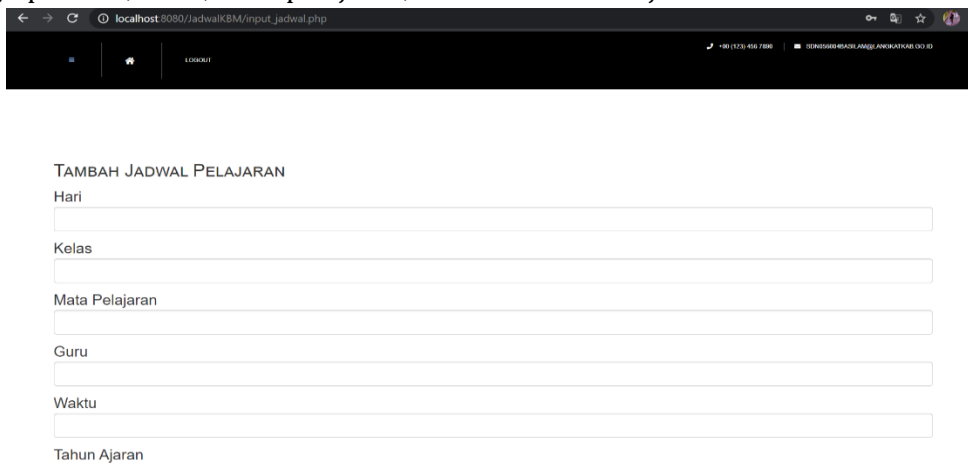 localhost:8080/JadwalKBM/input_jadwal.php
+00 (123) 456 7890
LOGOUT
TAMBAH JADWAL PELAJARAN
Hari
Kelas
Mata Pelajaran
Guru
Waktu
Tahun Ajaran